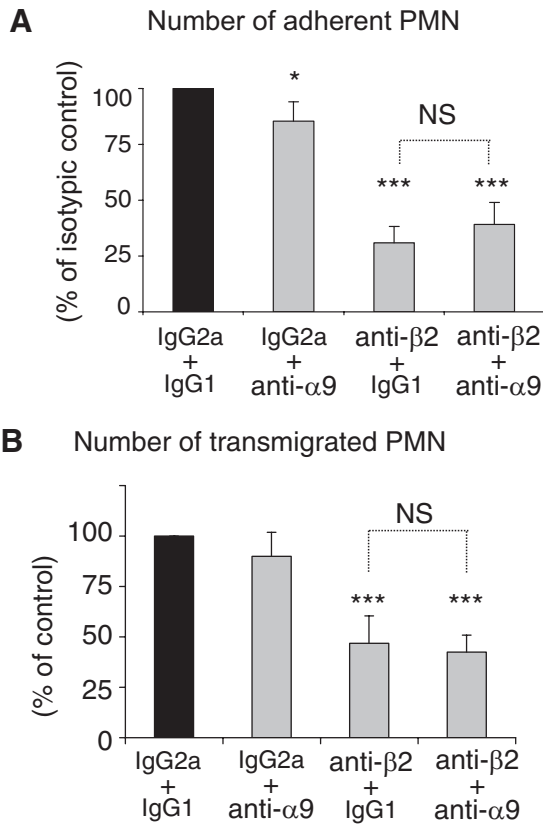 A Number of adherent PMN
(% of isotypic control)
100
75
50
25
0
*
***
***
NS
IgG2a + IgG1
IgG2a + anti-α9
anti-β2 + IgG1
anti-β2 + anti-α9
B Number of transmigrated PMN
(% of control)
100
75
50
25
0
***
***
NS
IgG2a + IgG1
IgG2a + anti-α9
anti-β2 + IgG1
anti-β2 + anti-α9